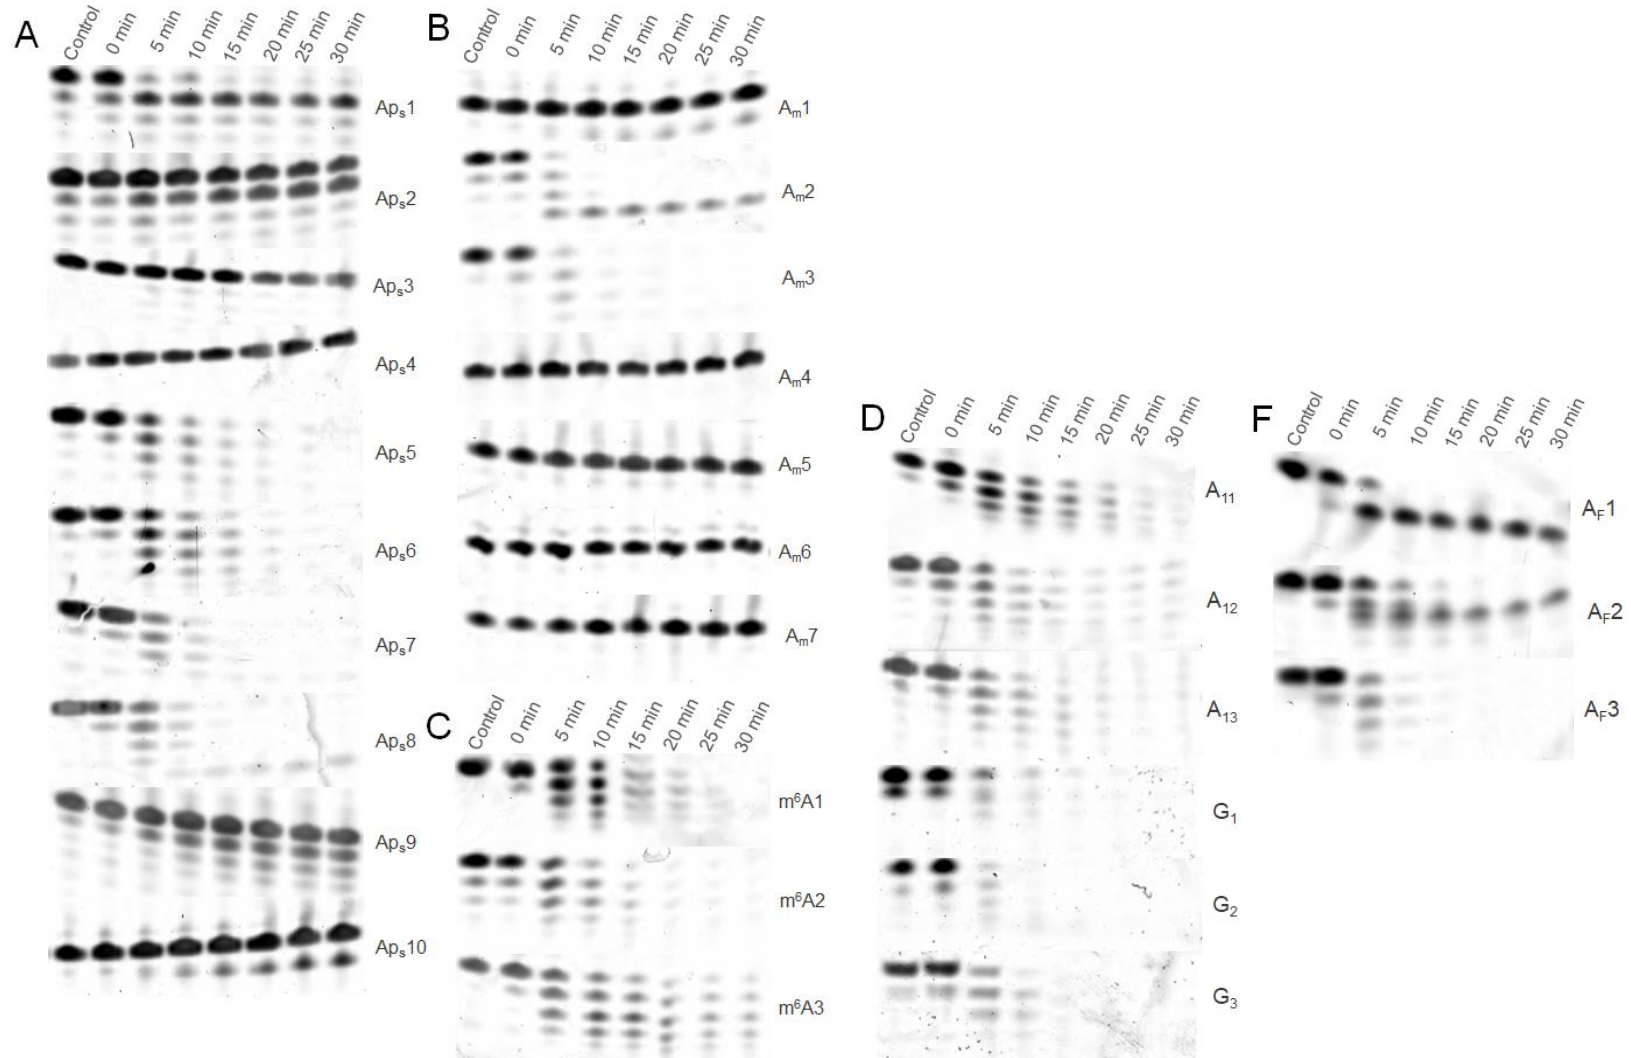 A
Control 0 min 5 min 10 min 15 min 20 min 25 min 30 min
Aps1
Aps2
Aps3
Aps4
Aps5
Aps6
Aps7
Aps8
Aps9
Aps10
B
Control 0 min 5 min 10 min 15 min 20 min 25 min 30 min
Am1
Am2
Am3
Am4
Am5
Am6
Am7
C
Control 0 min 5 min 10 min 15 min 20 min 25 min 30 min
m⁶A1
m⁶A2
m⁶A3
D
Control 0 min 5 min 10 min 15 min 20 min 25 min 30 min
A₁₁
A₁₂
A₁₃
G₁
G₂
G₃
F
Control 0 min 5 min 10 min 15 min 20 min 25 min 30 min
AF1
AF2
AF3